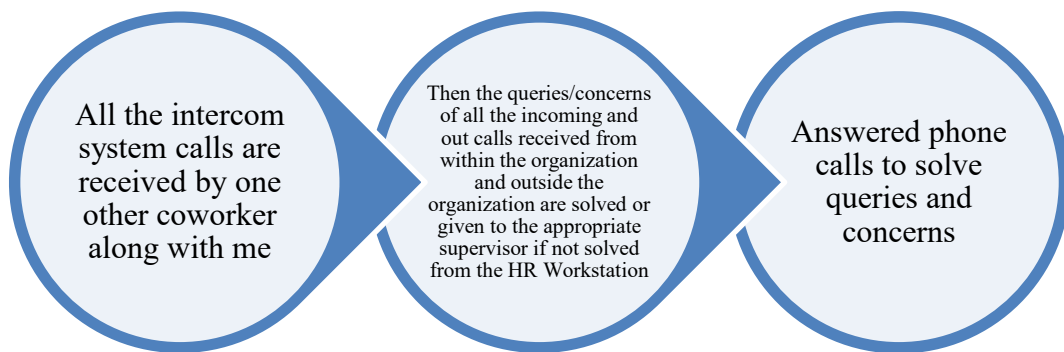 All the intercom
system calls are
received by one
other coworker
along with me
Then the queries/concerns
of all the incoming and
out calls received from
within the organization
and outside the
organization are solved or
given to the appropriate
supervisor if not solved
from the HR Workstation
Answered phone
calls to solve
queries and
concerns